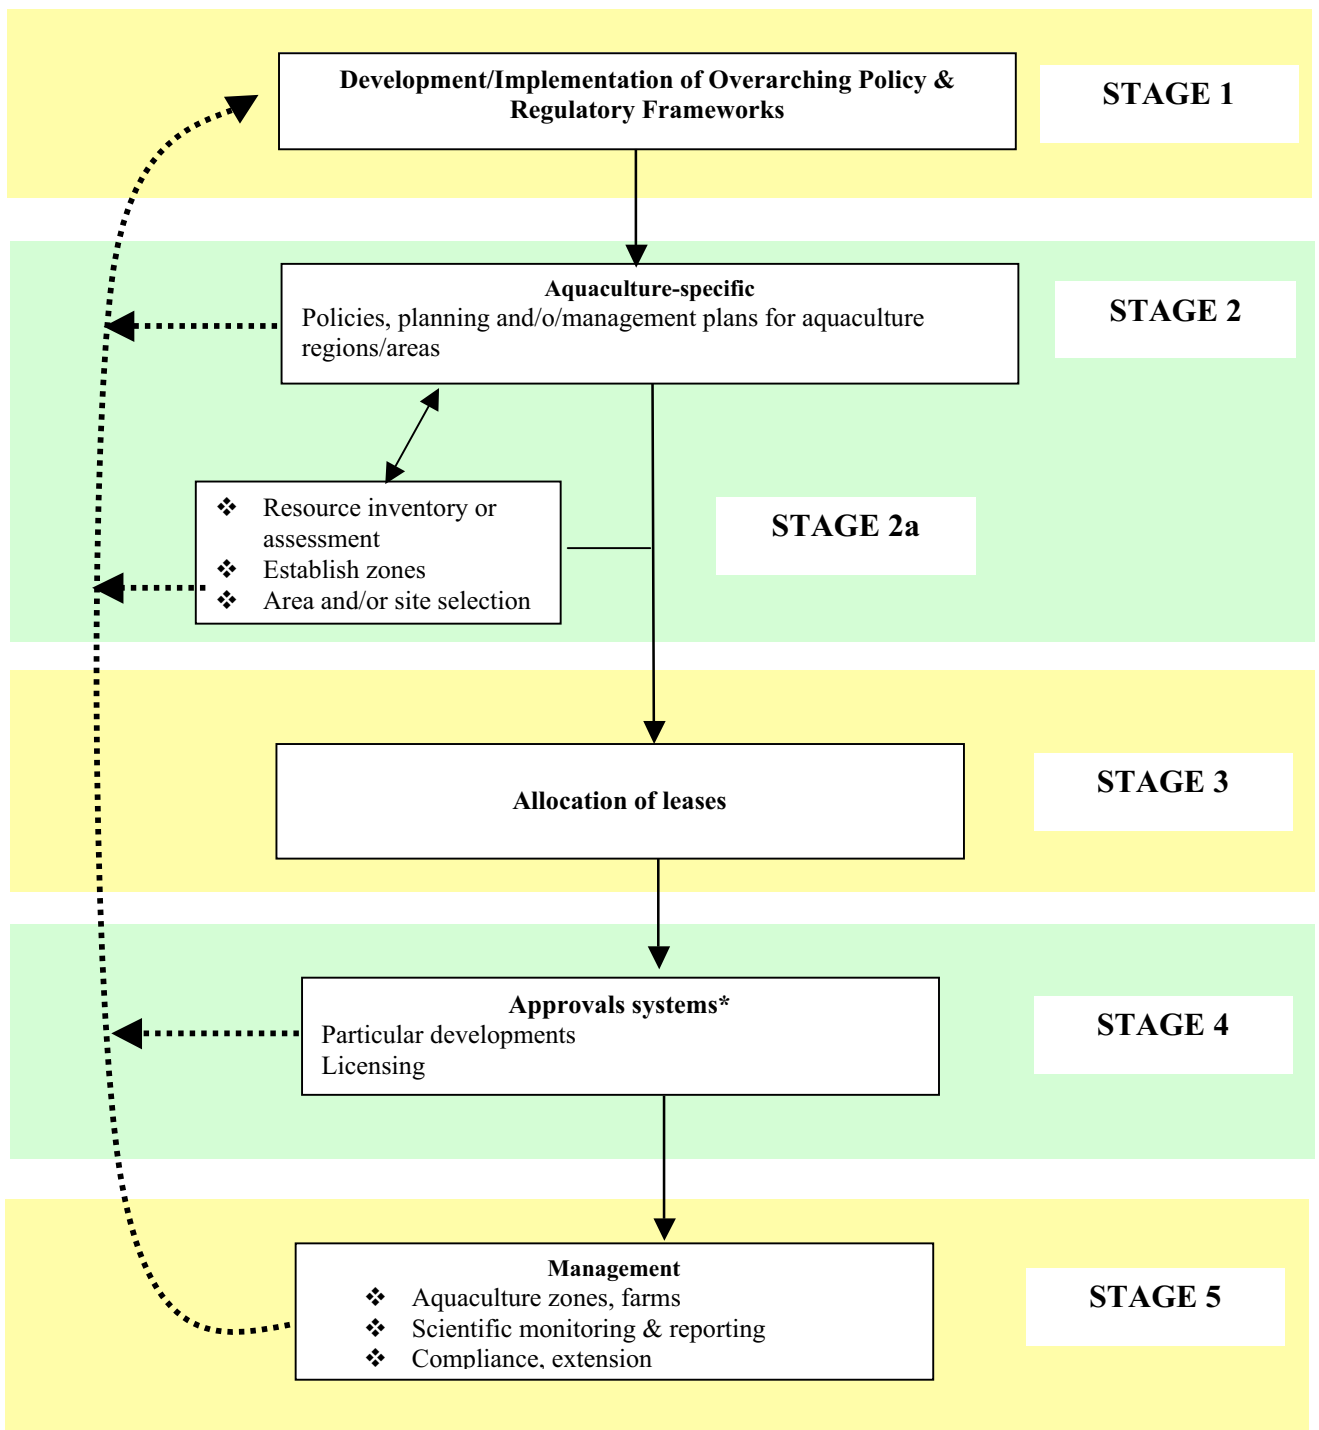 Development/Implementation of Overarching Policy &
Regulatory Frameworks
STAGE 1
Aquaculture-specific
Policies, planning and/o/management plans for aquaculture
regions/areas
STAGE 2
❖ Resource inventory or
assessment
❖ Establish zones
❖ Area and/or site selection
STAGE 2a
Allocation of leases
STAGE 3
Approvals systems*
Particular developments
Licensing
STAGE 4
Management
❖ Aquaculture zones, farms
❖ Scientific monitoring & reporting
❖ Compliance, extension
STAGE 5